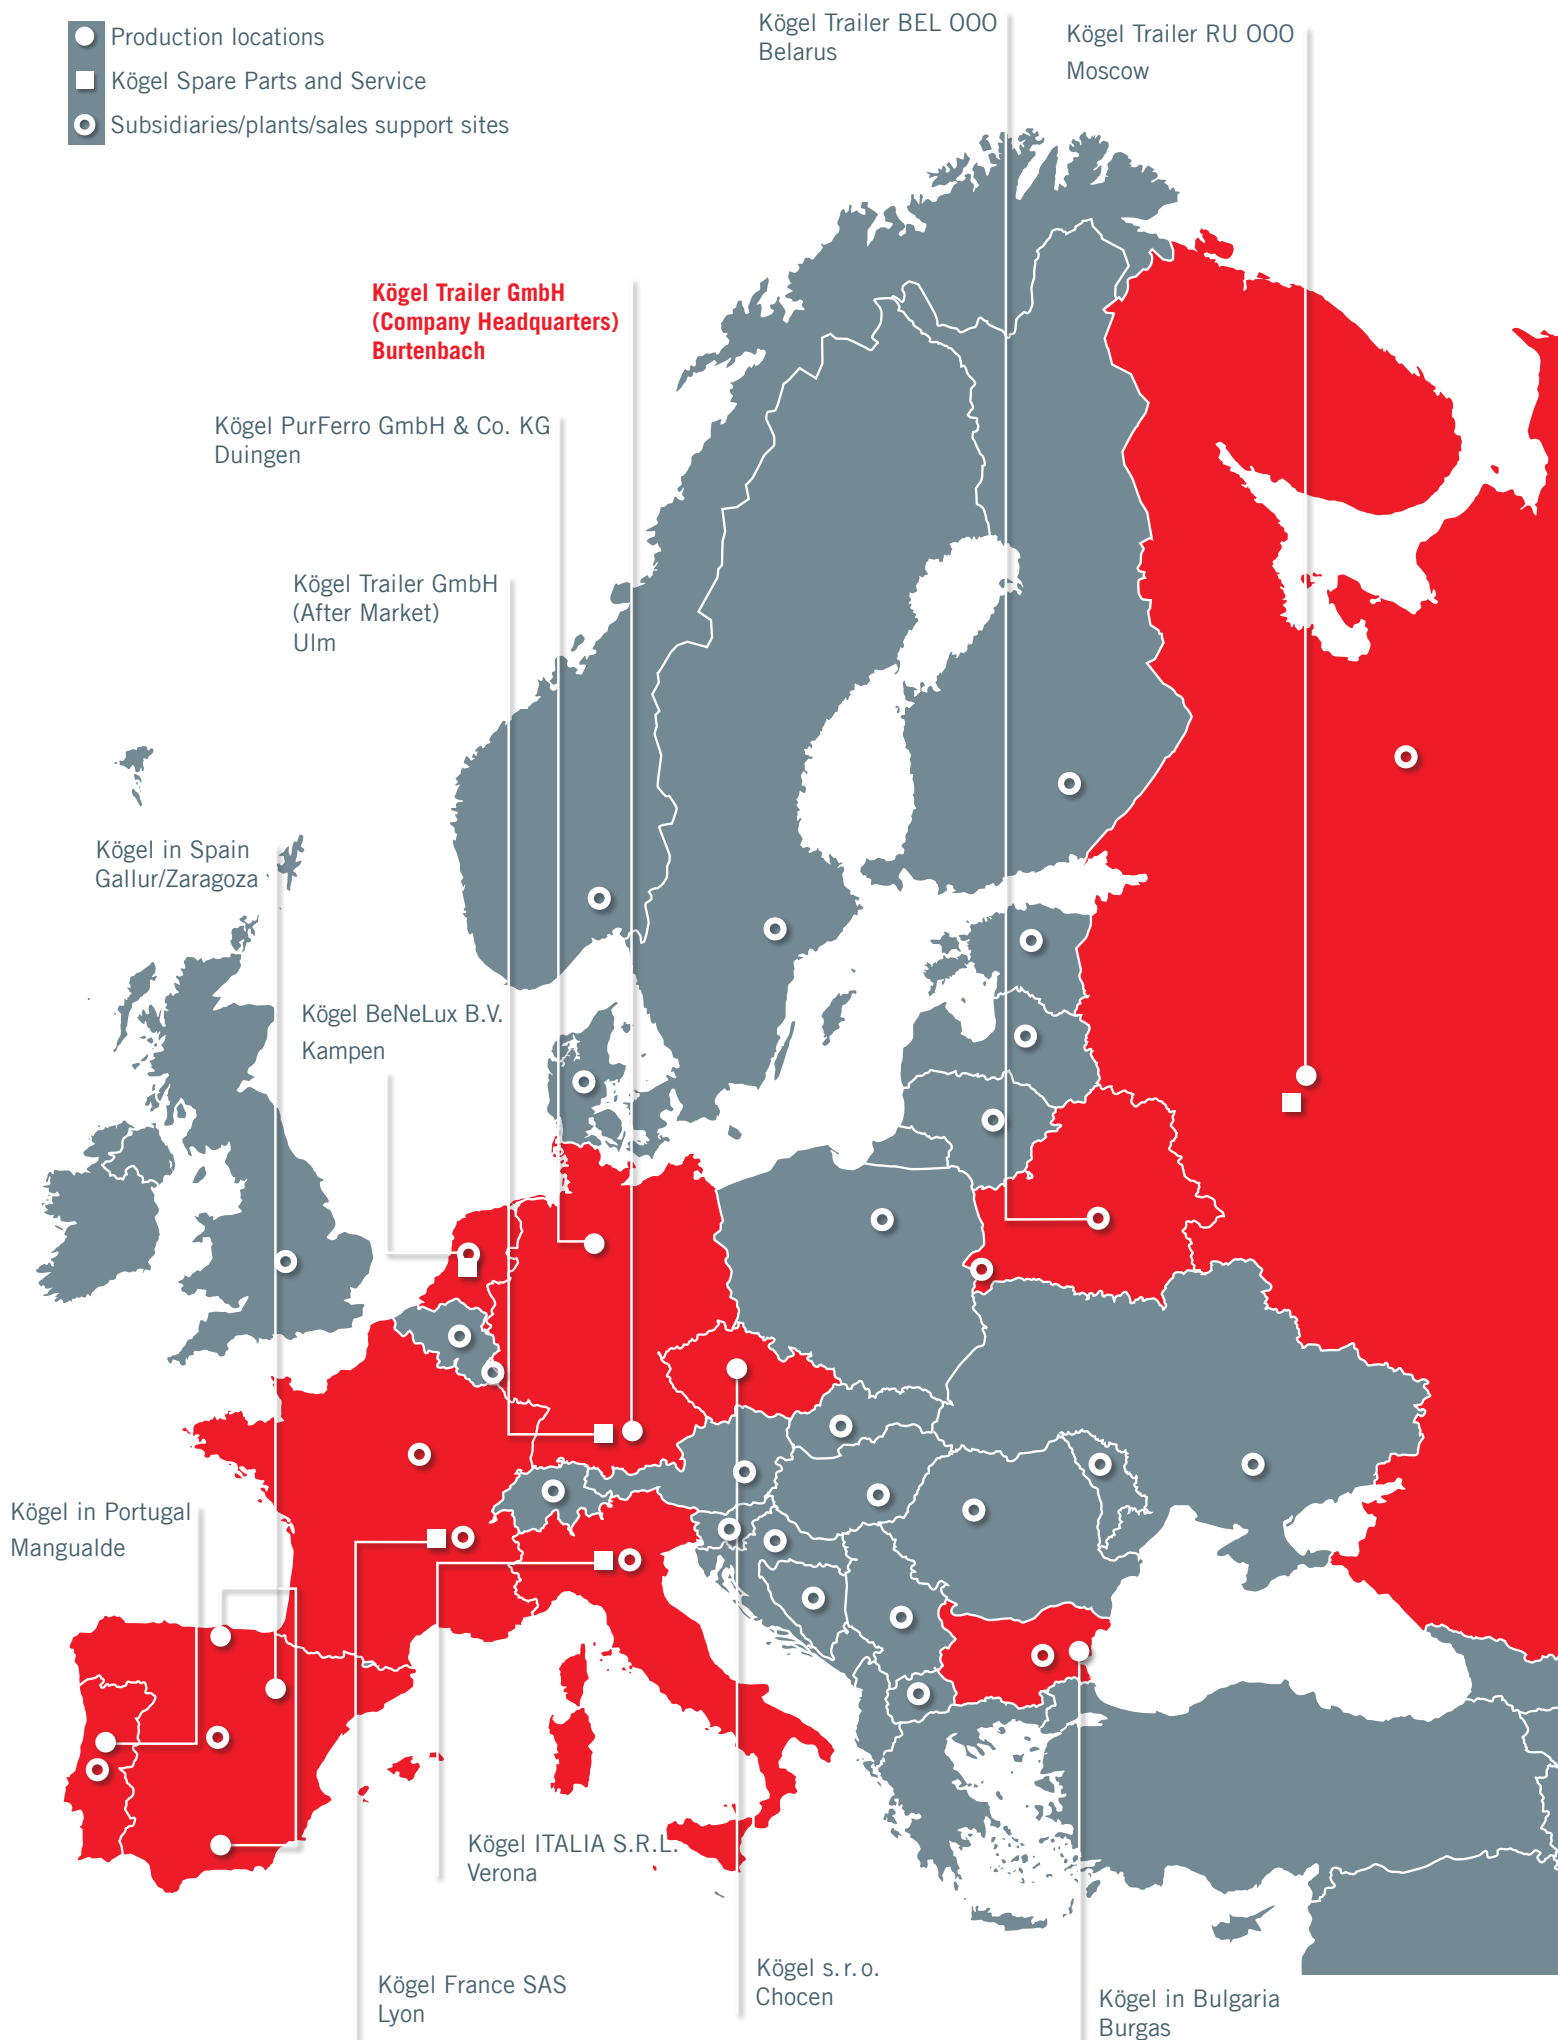 Production locations
Kögel Spare Parts and Service
Subsidiaries/plants/sales support sites
Kögel Trailer BEL OOO
Belarus
Kögel Trailer RU OOO
Moscow
Kögel Trailer GmbH
(Company Headquarters)
Burtenbach
Kögel PurFerro GmbH & Co. KG
Duingen
Kögel Trailer GmbH
(After Market)
Ulm
Kögel in Spain
Gallur/Zaragoza
Kögel BeNeLux B.V.
Kampen
Kögel in Portugal
Mangualde
Kögel ITALIA S.R.L.
Verona
Kögel France SAS
Lyon
Kögel s.r.o.
Chocen
Kögel in Bulgaria
Burgas